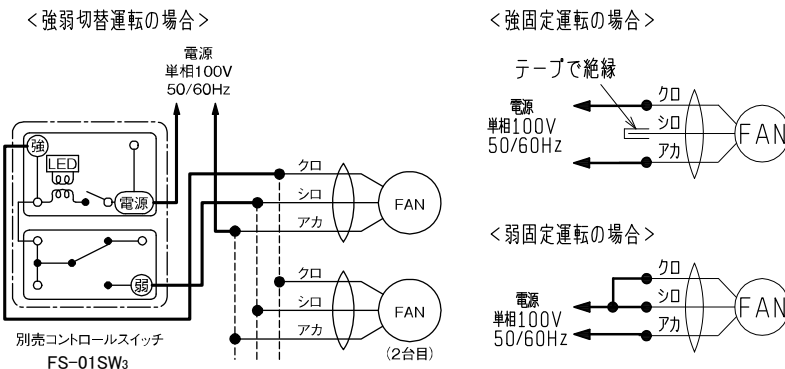 <強弱切替運転の場合>
電源
単相100V
50/60Hz
強
LED
電源
弱
別売コントロールスイッチ
FS-01SW3
クロ
シロ
アカ
FAN
クロ
シロ
アカ
FAN
(2台目)
<強固定運転の場合>
テープで絶縁
電源
単相100V
50/60Hz
クロ
シロ
アカ
FAN
<弱固定運転の場合>
電源
単相100V
50/60Hz
クロ
シロ
アカ
FAN